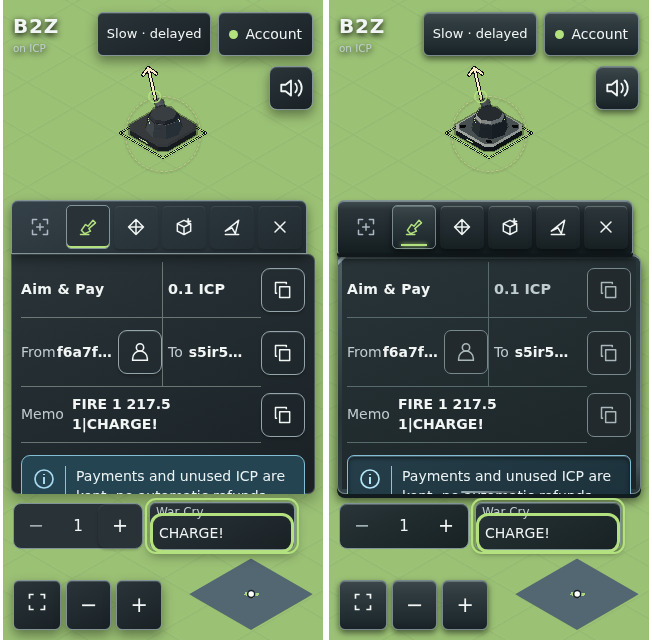 B2Z
on ICP
Slow · delayed
Account
Aim & Pay
0.1 ICP
From f6a7f...
To s5ir5...
Memo
FIRE 1 217.5
1|CHARGE!
Payments and unused ICP are
1
War Cry
CHARGE!
B2Z
on ICP
Slow · delayed
Account
Aim & Pay
0.1 ICP
From f6a7f...
To s5ir5...
Memo
FIRE 1 217.5
1|CHARGE!
Payments and unused ICP are
1
War Cry
CHARGE!